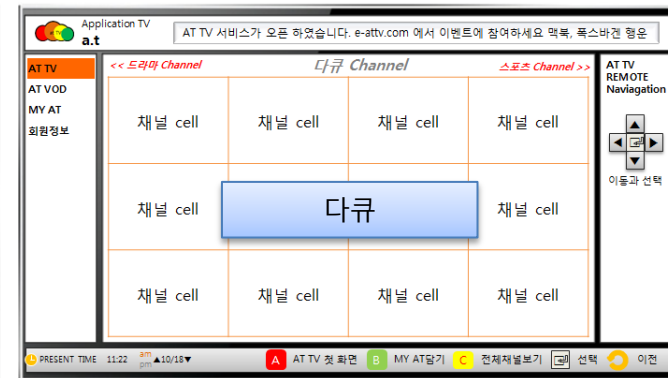 Application TV
a.t
AT TV 서비스가 오픈 하였습니다. e-attv.com 에서 이벤트에 참여하세요 맥북, 폭스바겐 행운
AT TV
AT VOD
MY AT
회원정보
<< 드라마 Channel
다큐 Channel
스포츠 Channel >>
채널 cell 채널 cell 채널 cell 채널 cell
채널 cell 다큐 채널 cell
채널 cell 채널 cell 채널 cell 채널 cell
AT TV
REMOTE
Naviagation
이동과 선택
PRESENT TIME 11:22 am pm ▲10/18▼ A AT TV 첫 화면 B MY AT담기 C 전체채널보기 선택 이전